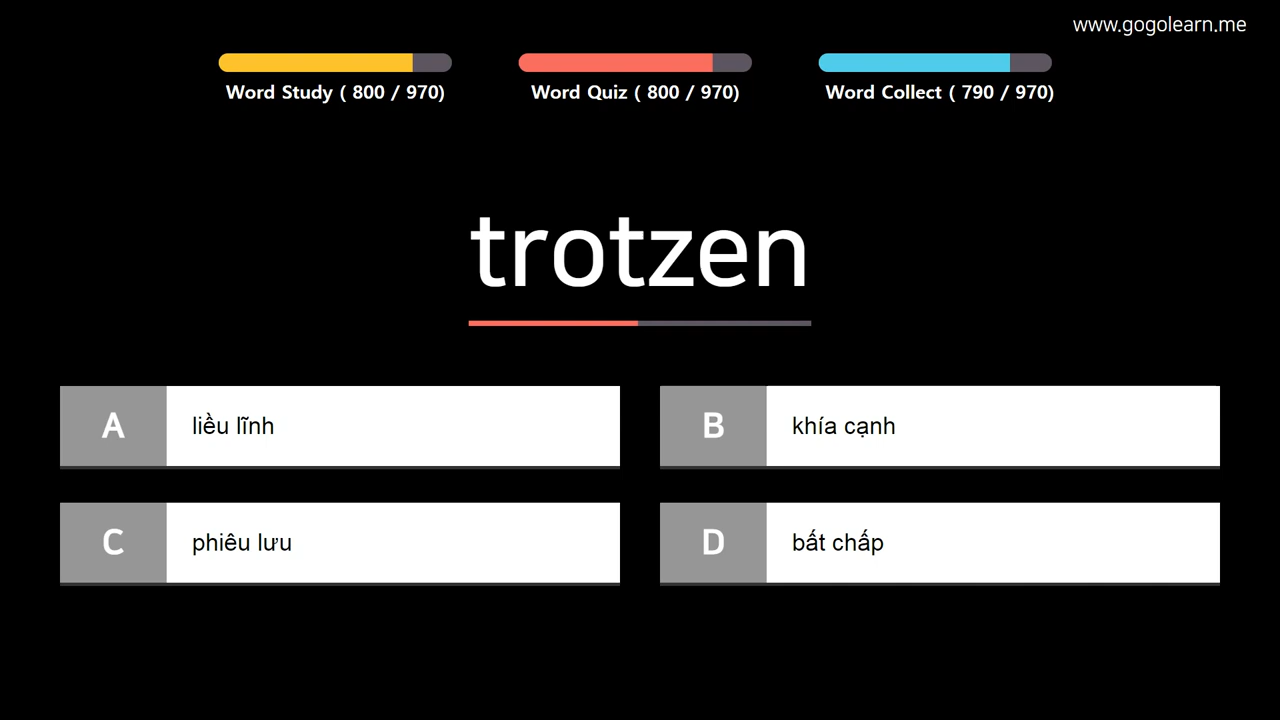 www.gogolearn.me
Word Study ( 800 / 970)
Word Quiz ( 800 / 970)
Word Collect ( 790 / 970)
trotzen
A liều lĩnh
B khía cạnh
C phiêu lưu
D bất chấp